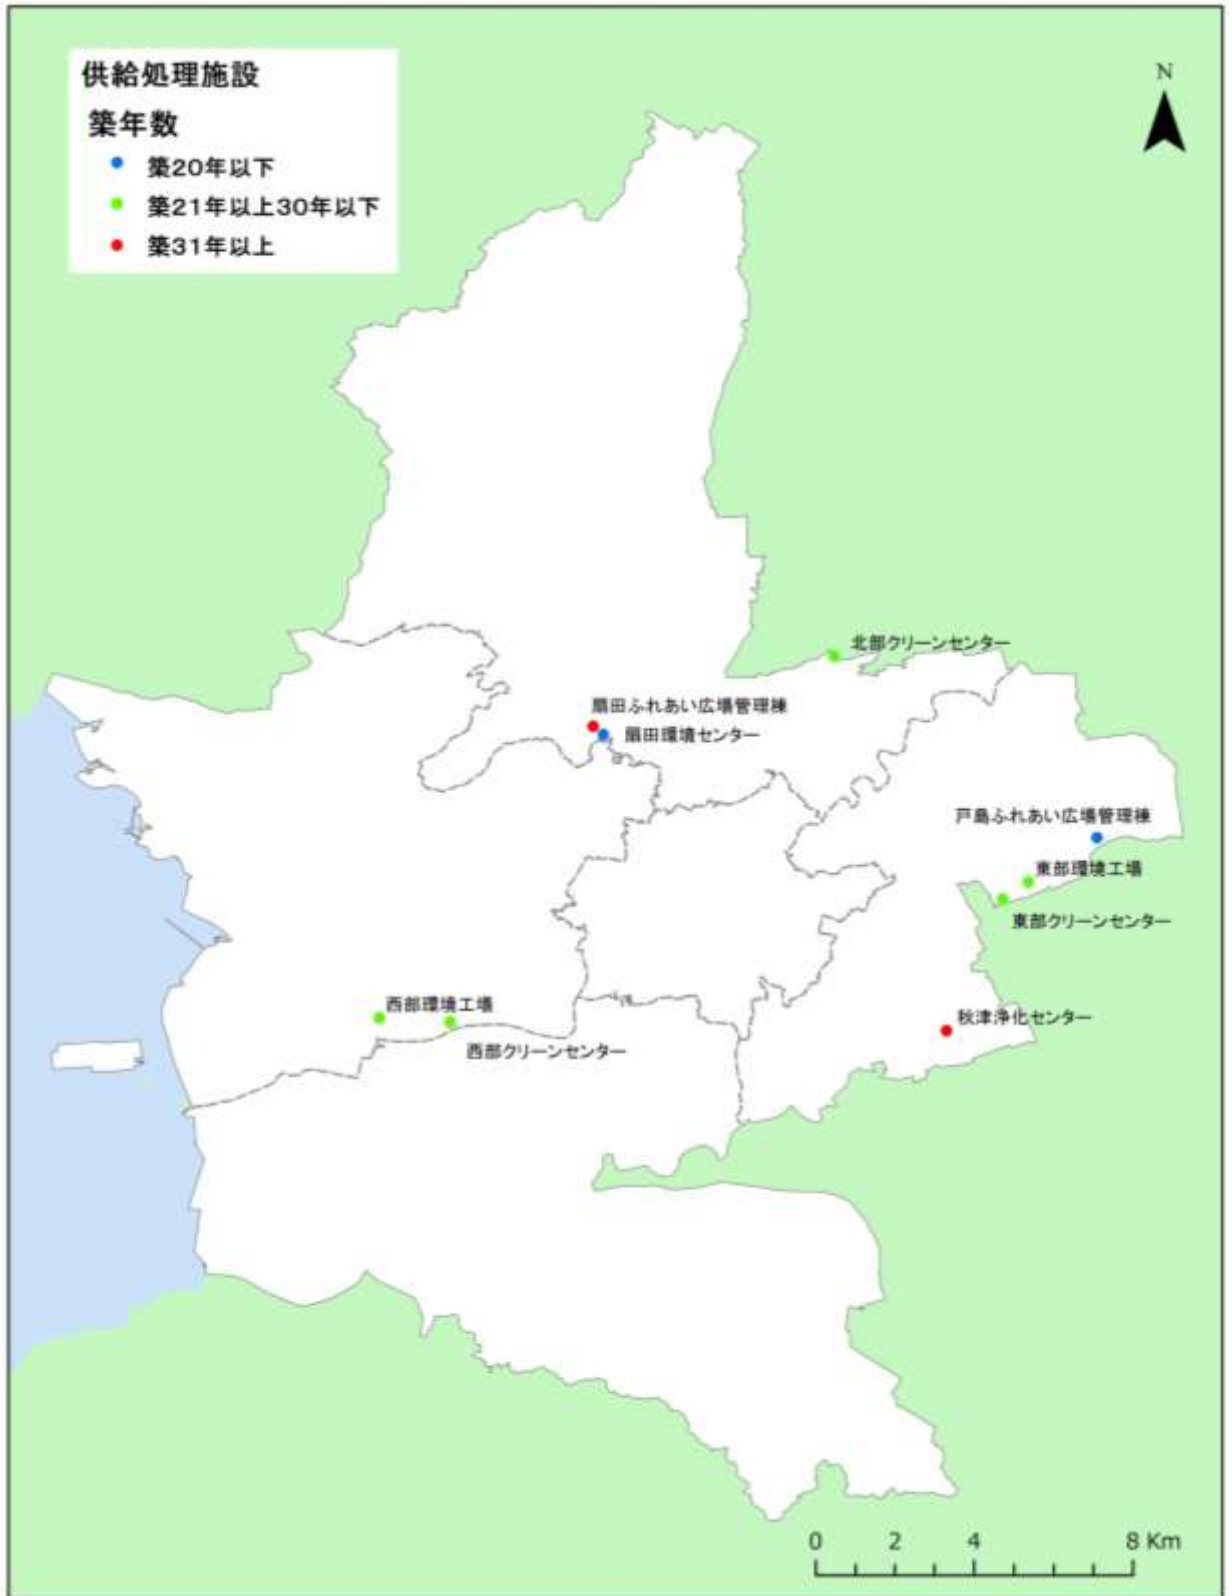 供給処理施設
築年数
築20年以下
築21年以上30年以下
築31年以上
N
北部クリーンセンター
扇田ふれあい広場管理棟
扇田環境センター
戸島ふれあい広場管理棟
東部環境工場
東部クリーンセンター
西部環境工場
秋津浄化センター
西部クリーンセンター
0 2 4 8 Km